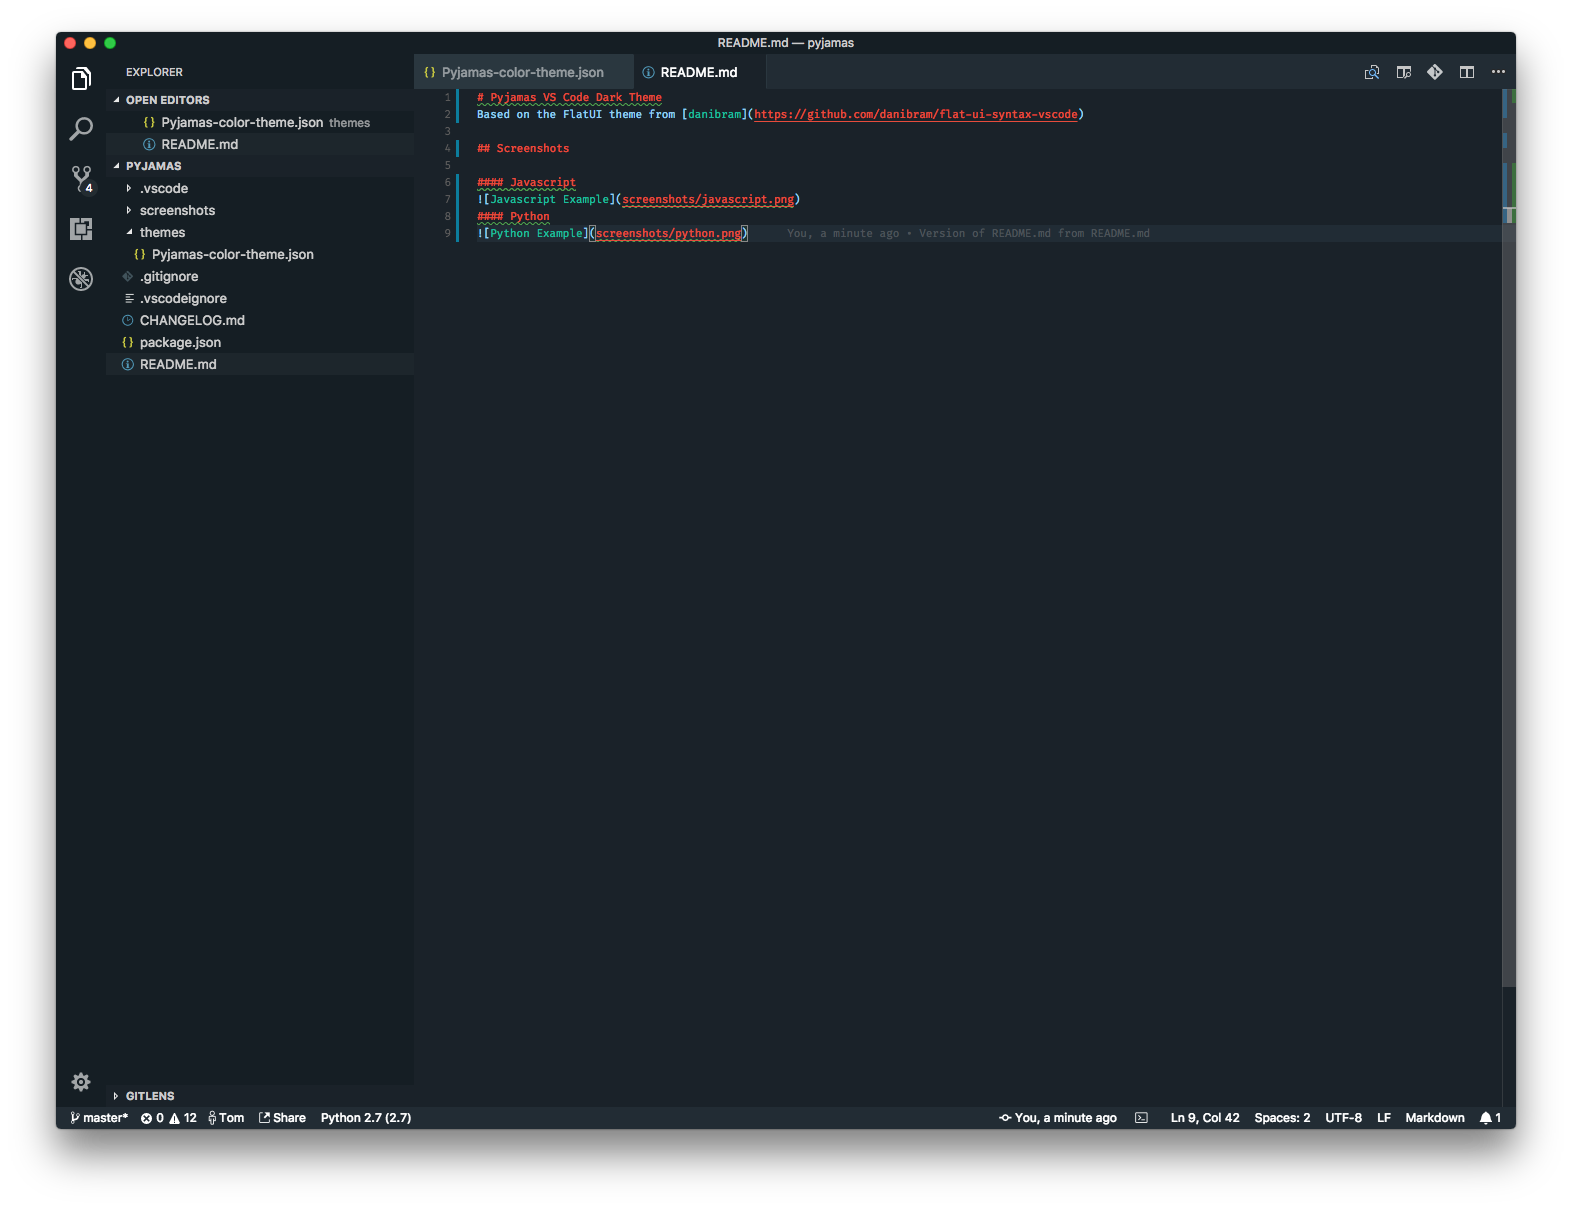 README.md — pyjamas
EXPLORER
OPEN EDITORS
{} Pyjamas-color-theme.json themes
README.md
PYJAMAS
.vscode
screenshots
themes
{} Pyjamas-color-theme.json
.gitignore
.vscodeignore
CHANGELOG.md
{} package.json
README.md
GITLENS
4
{} Pyjamas-color-theme.json
README.md
1 # Pyjamas VS Code Dark Theme
2 Based on the FlatUI theme from [danibram](https://github.com/danibram/flat-ui-syntax-vscode)
3
4 ## Screenshots
5
6 #### Javascript
7 ![Javascript Example](screenshots/javascript.png)
8 #### Python
9 ![Python Example](screenshots/python.png) You, a minute ago • Version of README.md from README.md
master* 0 12 Tom Share Python 2.7 (2.7) You, a minute ago Ln 9, Col 42 Spaces: 2 UTF-8 LF Markdown 1